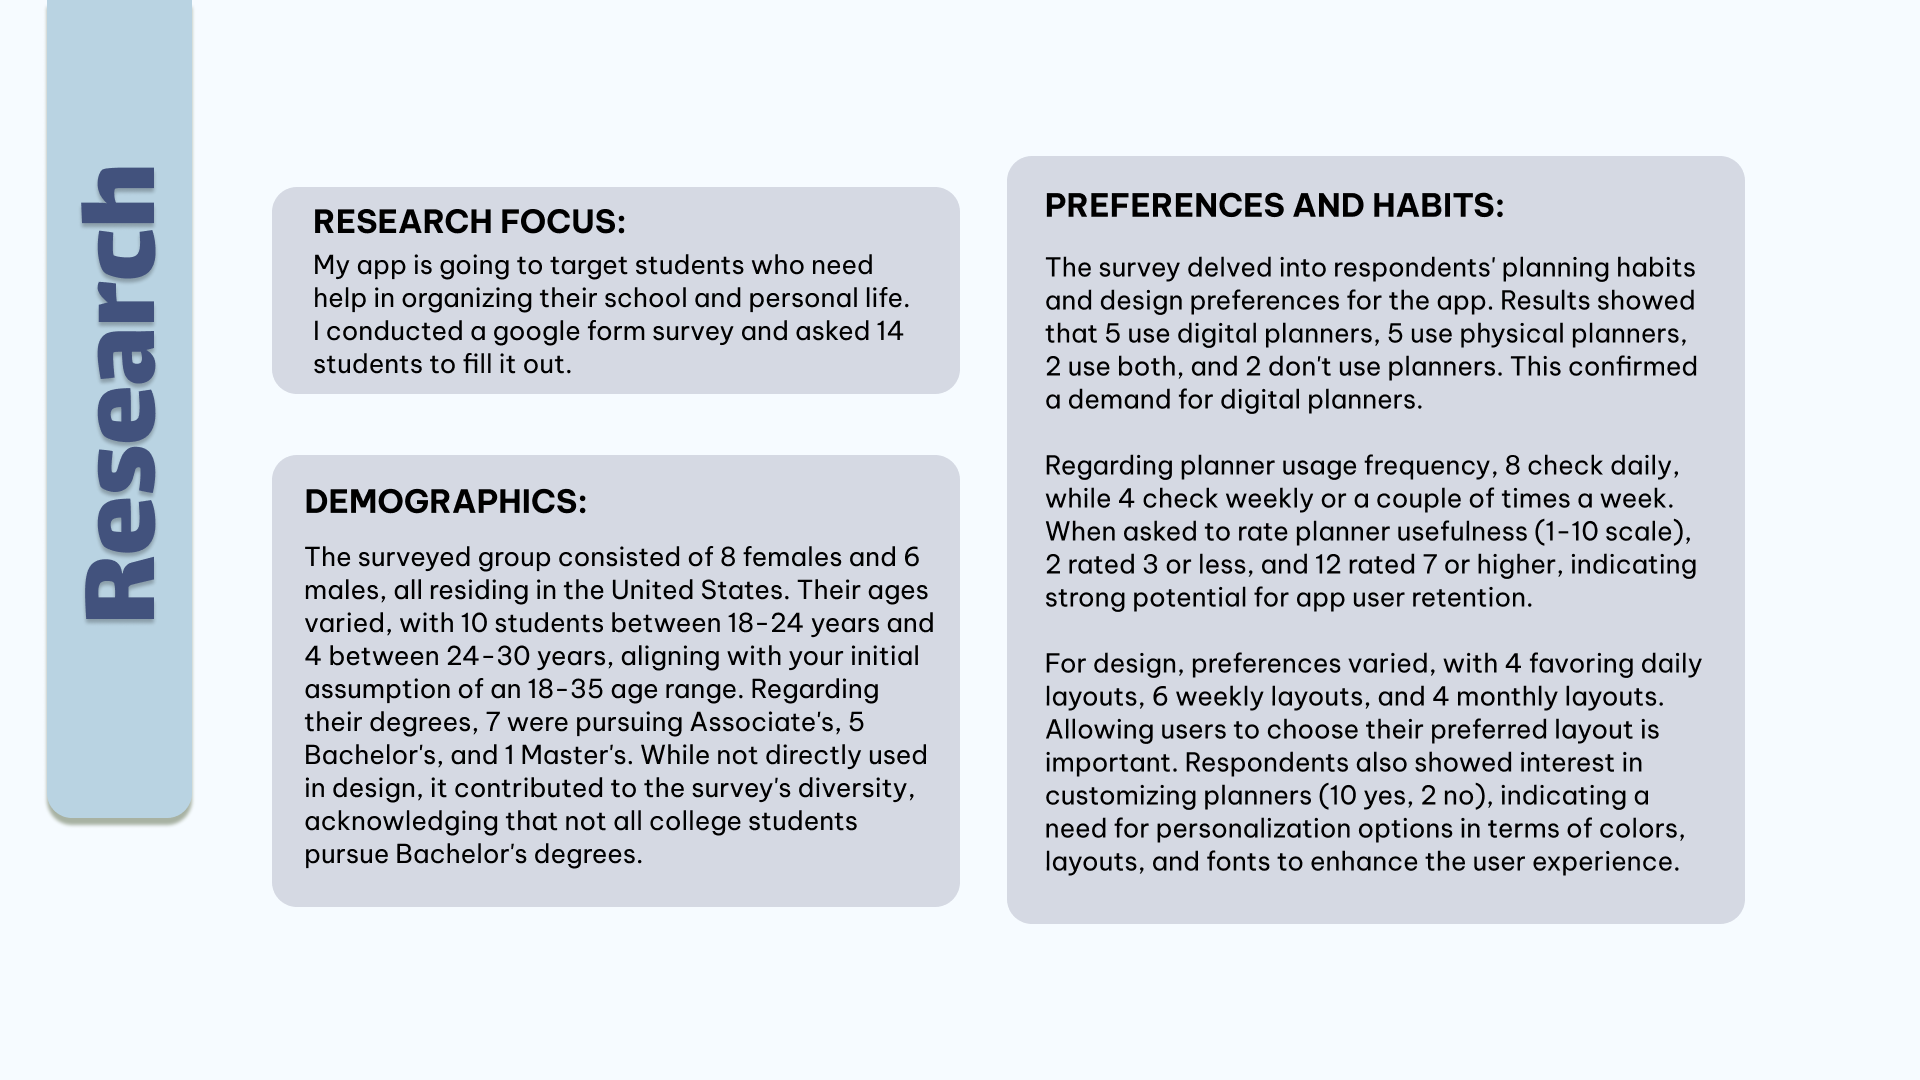 Research
RESEARCH FOCUS:
My app is going to target students who need
help in organizing their school and personal life.
I conducted a google form survey and asked 14
students to fill it out.
DEMOGRAPHICS:
The surveyed group consisted of 8 females and 6
males, all residing in the United States. Their ages
varied, with 10 students between 18-24 years and
4 between 24-30 years, aligning with your initial
assumption of an 18-35 age range. Regarding
their degrees, 7 were pursuing Associate's, 5
Bachelor's, and 1 Master's. While not directly used
in design, it contributed to the survey's diversity,
acknowledging that not all college students
pursue Bachelor's degrees.
PREFERENCES AND HABITS:
The survey delved into respondents' planning habits
and design preferences for the app. Results showed
that 5 use digital planners, 5 use physical planners,
2 use both, and 2 don't use planners. This confirmed
a demand for digital planners.
Regarding planner usage frequency, 8 check daily,
while 4 check weekly or a couple of times a week.
When asked to rate planner usefulness (1-10 scale),
2 rated 3 or less, and 12 rated 7 or higher, indicating
strong potential for app user retention.
For design, preferences varied, with 4 favoring daily
layouts, 6 weekly layouts, and 4 monthly layouts.
Allowing users to choose their preferred layout is
important. Respondents also showed interest in
customizing planners (10 yes, 2 no), indicating a
need for personalization options in terms of colors,
layouts, and fonts to enhance the user experience.